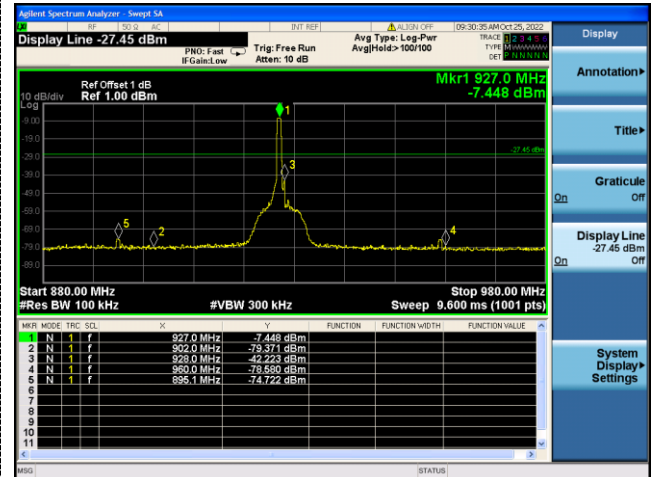 Agilent Spectrum Analyzer - Swept SA
RF 50 Ω AC INT REF ALIGN OFF 09:30:35 AM Oct 25, 2022
Display Line -27.45 dBm
PNO: Fast
IFGain:Low
Trig: Free Run
Atten: 10 dB
Avg Type: Log-Pwr
Avg|Hold:>100/100
TRACE 1 2 3 4 5 6
TYPE M WWWWW
DET P N N N N N
Display
Ref Offset 1 dB
10 dB/div Ref 1.00 dBm
Log
Mkr1 927.0 MHz
-7.448 dBm
-9.00
-19.0
-29.0
-39.0
-49.0
-59.0
-69.0
-79.0
-89.0
1
-27.45 dBm
3
5
2
4
Start 880.00 MHz
#Res BW 100 kHz
#VBW 300 kHz
Stop 980.00 MHz
Sweep 9.600 ms (1001 pts)
MKR MODE TRC SCL X Y FUNCTION FUNCTION WIDTH FUNCTION VALUE
1 N 1 f 927.0 MHz -7.448 dBm
2 N 1 f 902.0 MHz -79.371 dBm
3 N 1 f 928.0 MHz -42.223 dBm
4 N 1 f 960.0 MHz -78.580 dBm
5 N 1 f 895.1 MHz -74.722 dBm
6
7
8
9
10
11
MSG STATUS
Annotation
Title
Graticule
On Off
Display Line
-27.45 dBm
On Off
System
Display
Settings